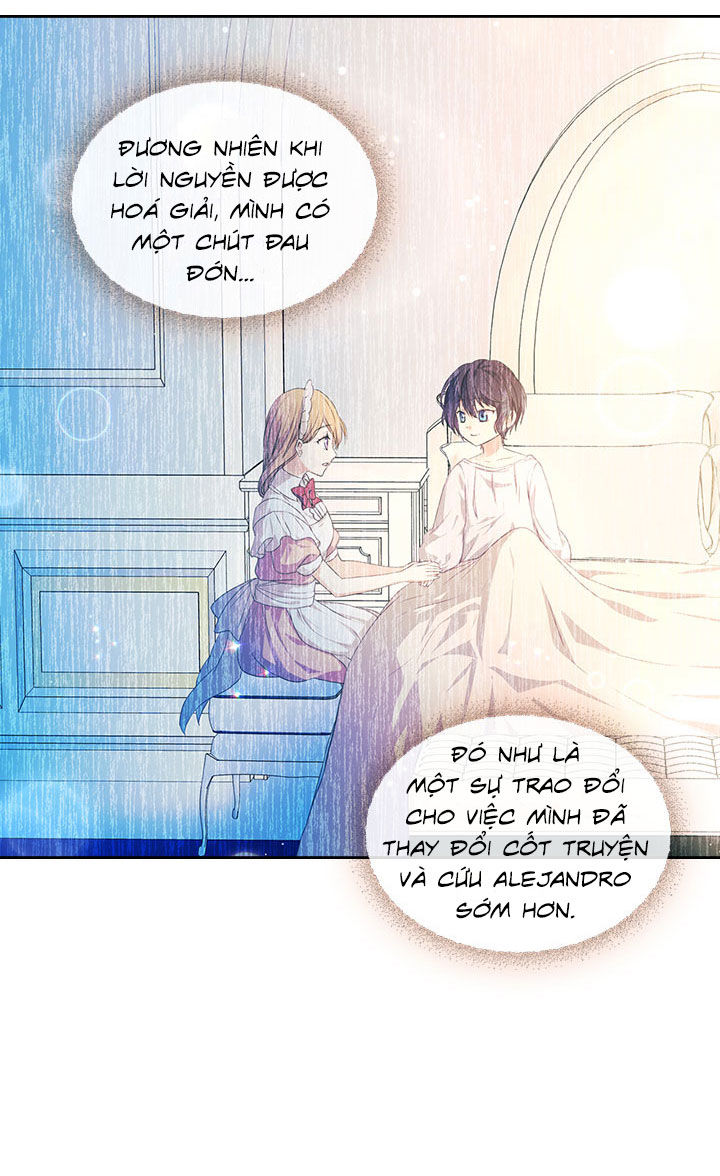 ĐƯƠNG NHIÊN KHI
LỜI NGUYỀN ĐƯỢC
HOÁ GIẢI, MÌNH CÓ
MỘT CHÚT ĐAU
ĐỚN...
ĐÓ NHƯ LÀ
MỘT SỰ TRAO ĐỔI
CHO VIỆC MÌNH ĐÃ
THAY ĐỔI CỐT TRUYỆN
VÀ CỨU ALEJANDRO
SỚM HƠN.